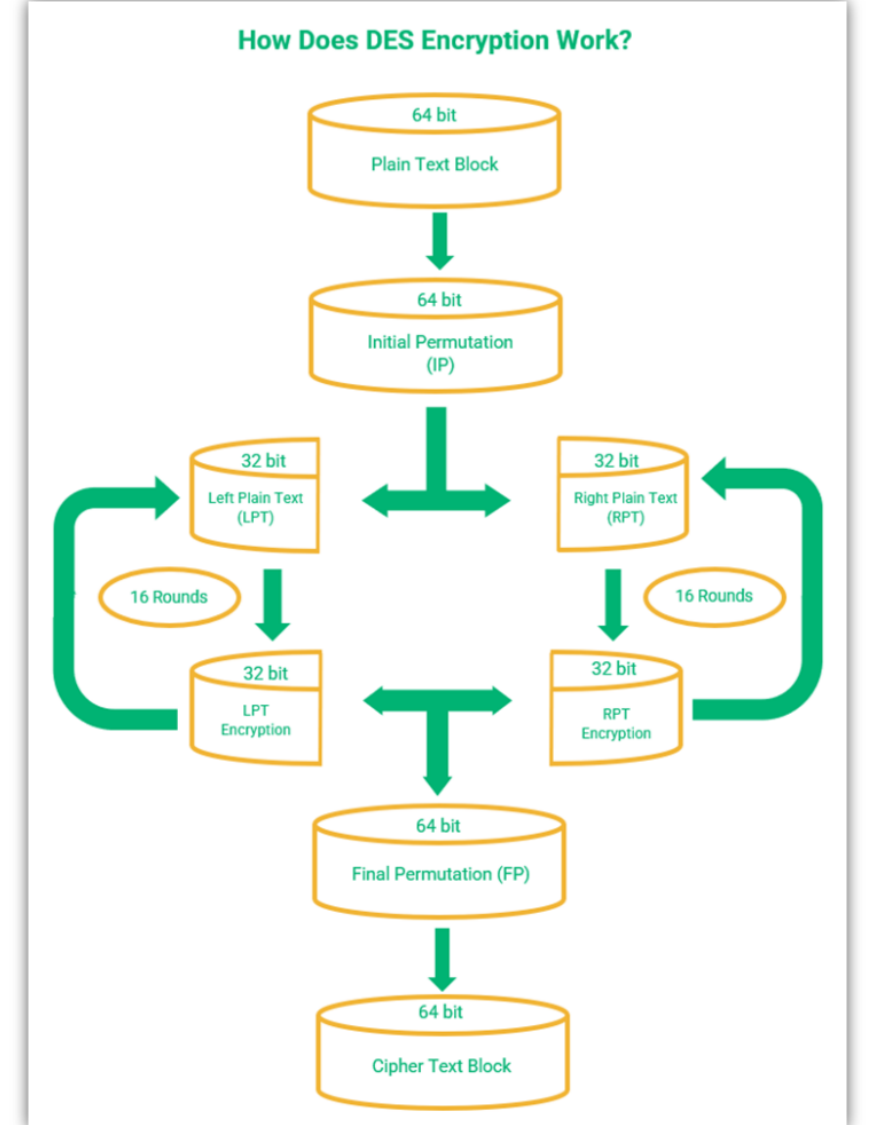 How Does DES Encryption Work?
64 bit
Plain Text Block
64 bit
Initial Permutation
(IP)
32 bit
Left Plain Text
(LPT)
32 bit
Right Plain Text
(RPT)
16 Rounds
16 Rounds
32 bit
LPT
Encryption
32 bit
RPT
Encryption
64 bit
Final Permutation (FP)
64 bit
Cipher Text Block